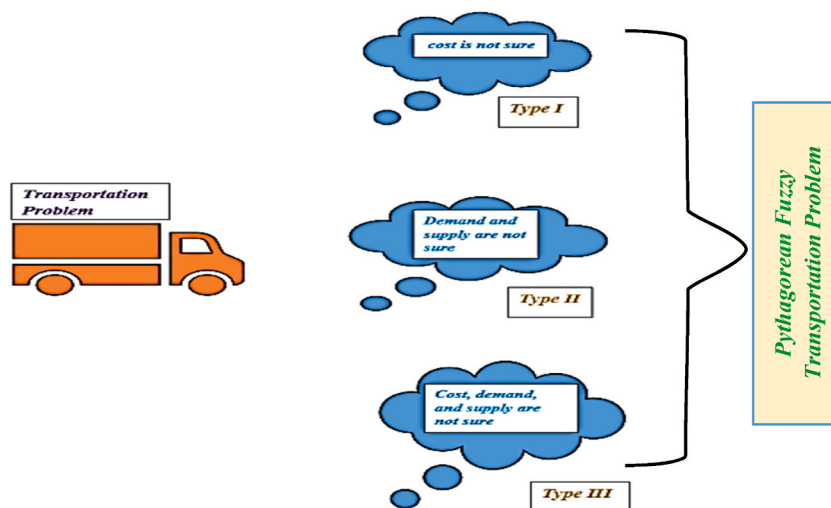 cost is not sure
Type I
Transportation
Problem
Demand and
supply are not
sure
Type II
Cost, demand,
and supply are
not sure
Type III
Pythagorean Fuzzy
Transportation Problem